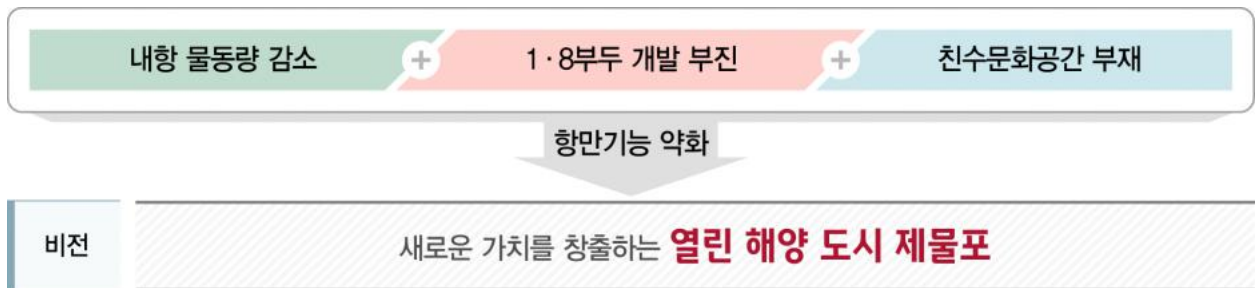 내항 물동량 감소 + 1·8부두 개발 부진 + 친수문화공간 부재
항만기능 약화
비전 새로운 가치를 창출하는 열린 해양 도시 제물포